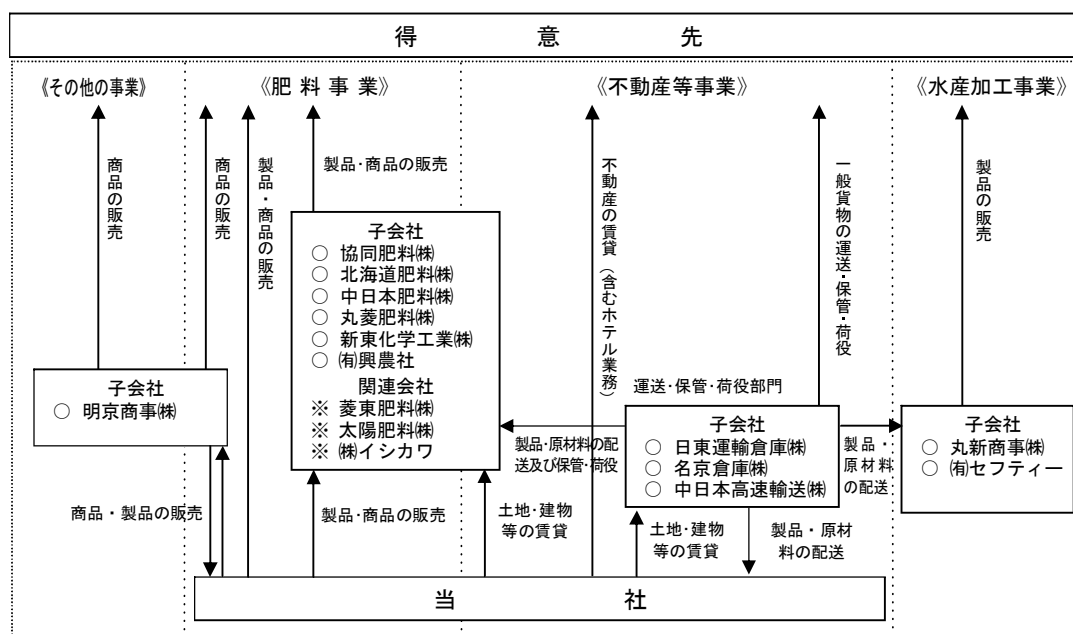 得 意 先
《その他の事業》
《肥 料 事 業》
《不動産等事業》
《水産加工事業》
商品の販売
商品の販売
製品・商品の販売
製品・商品の販売
不動産の賃貸（含むホテル業務）
一般貨物の運送・保管・荷役
製品の販売
子会社
○ 協同肥料㈱
○ 北海道肥料㈱
○ 中日本肥料㈱
○ 丸菱肥料㈱
○ 新東化学工業㈱
○ ㈲興農社
関連会社
※ 菱東肥料㈱
※ 太陽肥料㈱
※ ㈱イシカワ
子会社
○ 明京商事㈱
運送・保管・荷役部門
子会社
○ 日東運輸倉庫㈱
○ 名京倉庫㈱
○ 中日本高速輸送㈱
子会社
○ 丸新商事㈱
○ ㈲セフティー
製品・原材料の配
送及び保管・荷役
製品・
原材料
の配送
商品・製品の販売
製品・商品の販売
土地・建物
等の賃貸
土地・建物
等の賃貸
製品・原材
料の配送
当 社